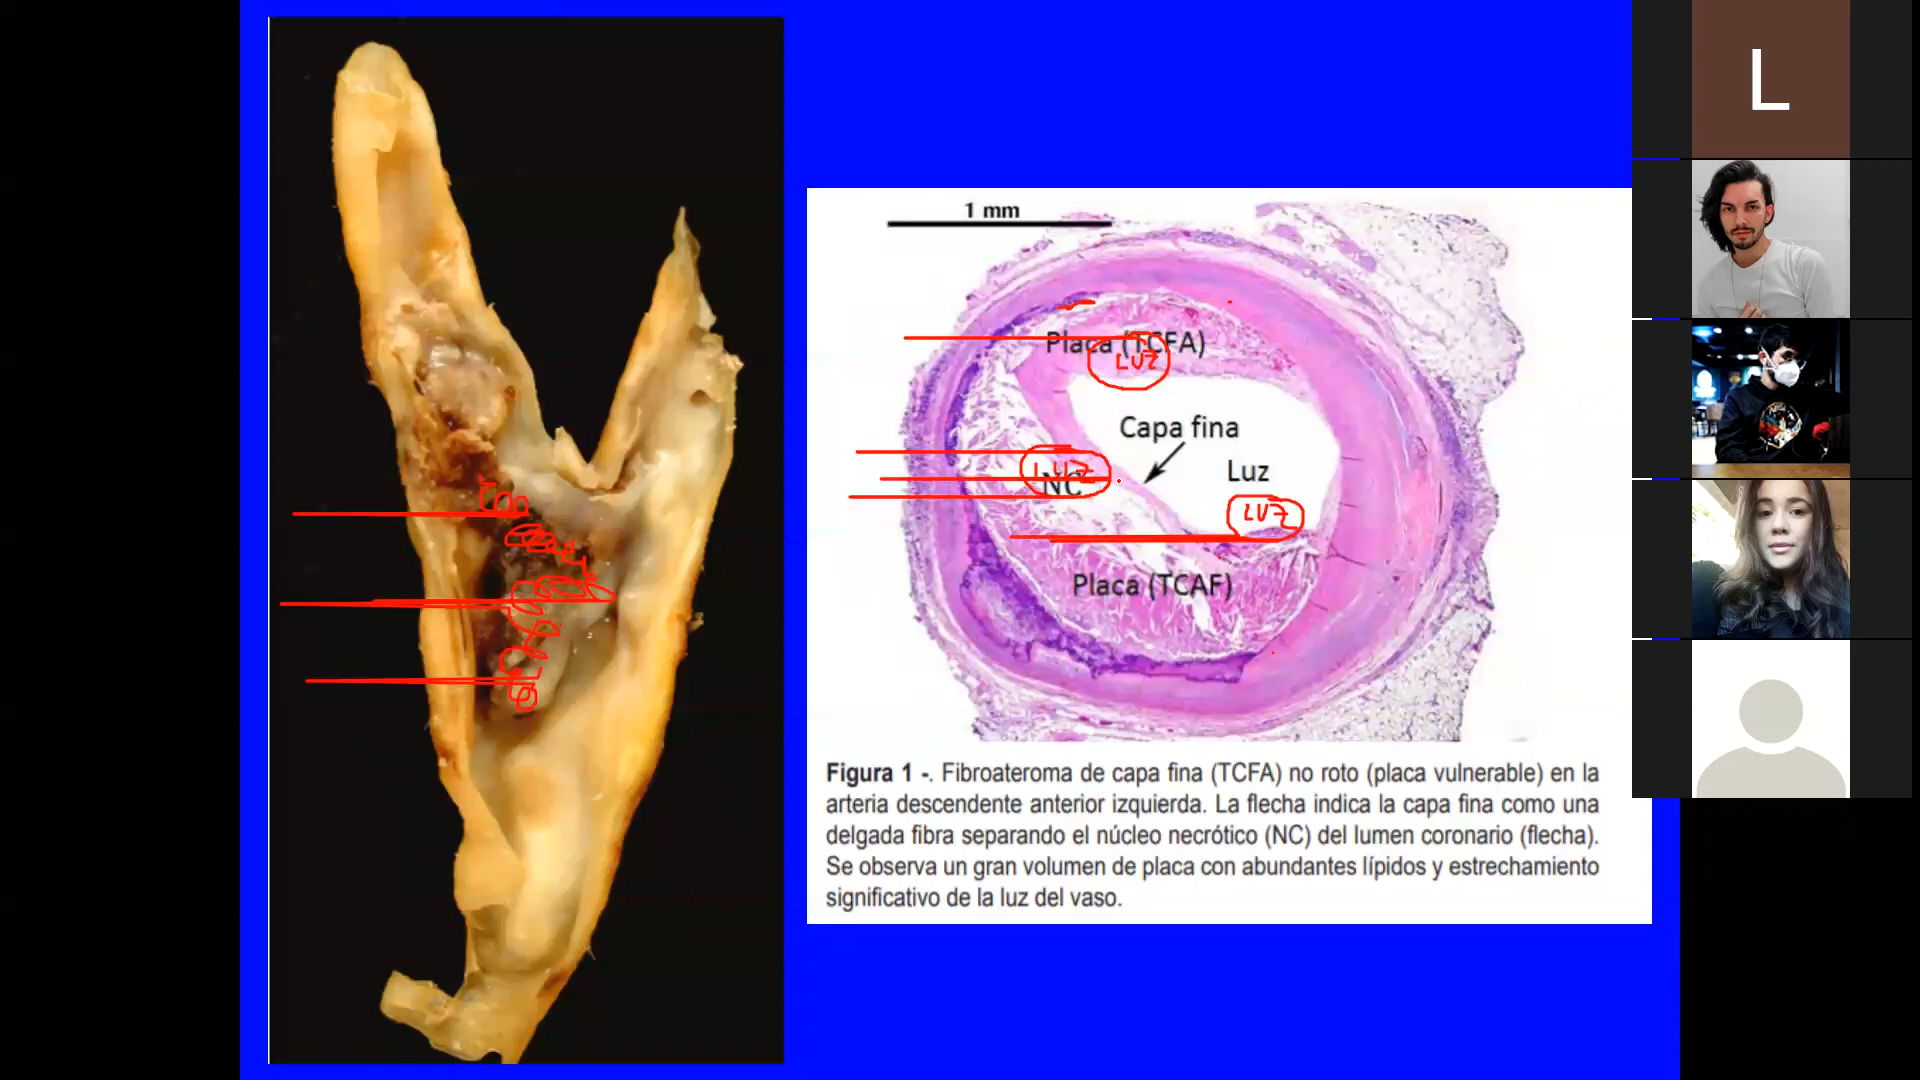 1 mm
Placa (TCFA)
LUZ
Capa fina
LUZ
NC
Luz
LUZ
Placa (TCAF)
Figura 1 -. Fibroateroma de capa fina (TCFA) no roto (placa vulnerable) en la
arteria descendente anterior izquierda. La flecha indica la capa fina como una
delgada fibra separando el núcleo necrótico (NC) del lumen coronario (flecha).
Se observa un gran volumen de placa con abundantes lípidos y estrechamiento
significativo de la luz del vaso.
L